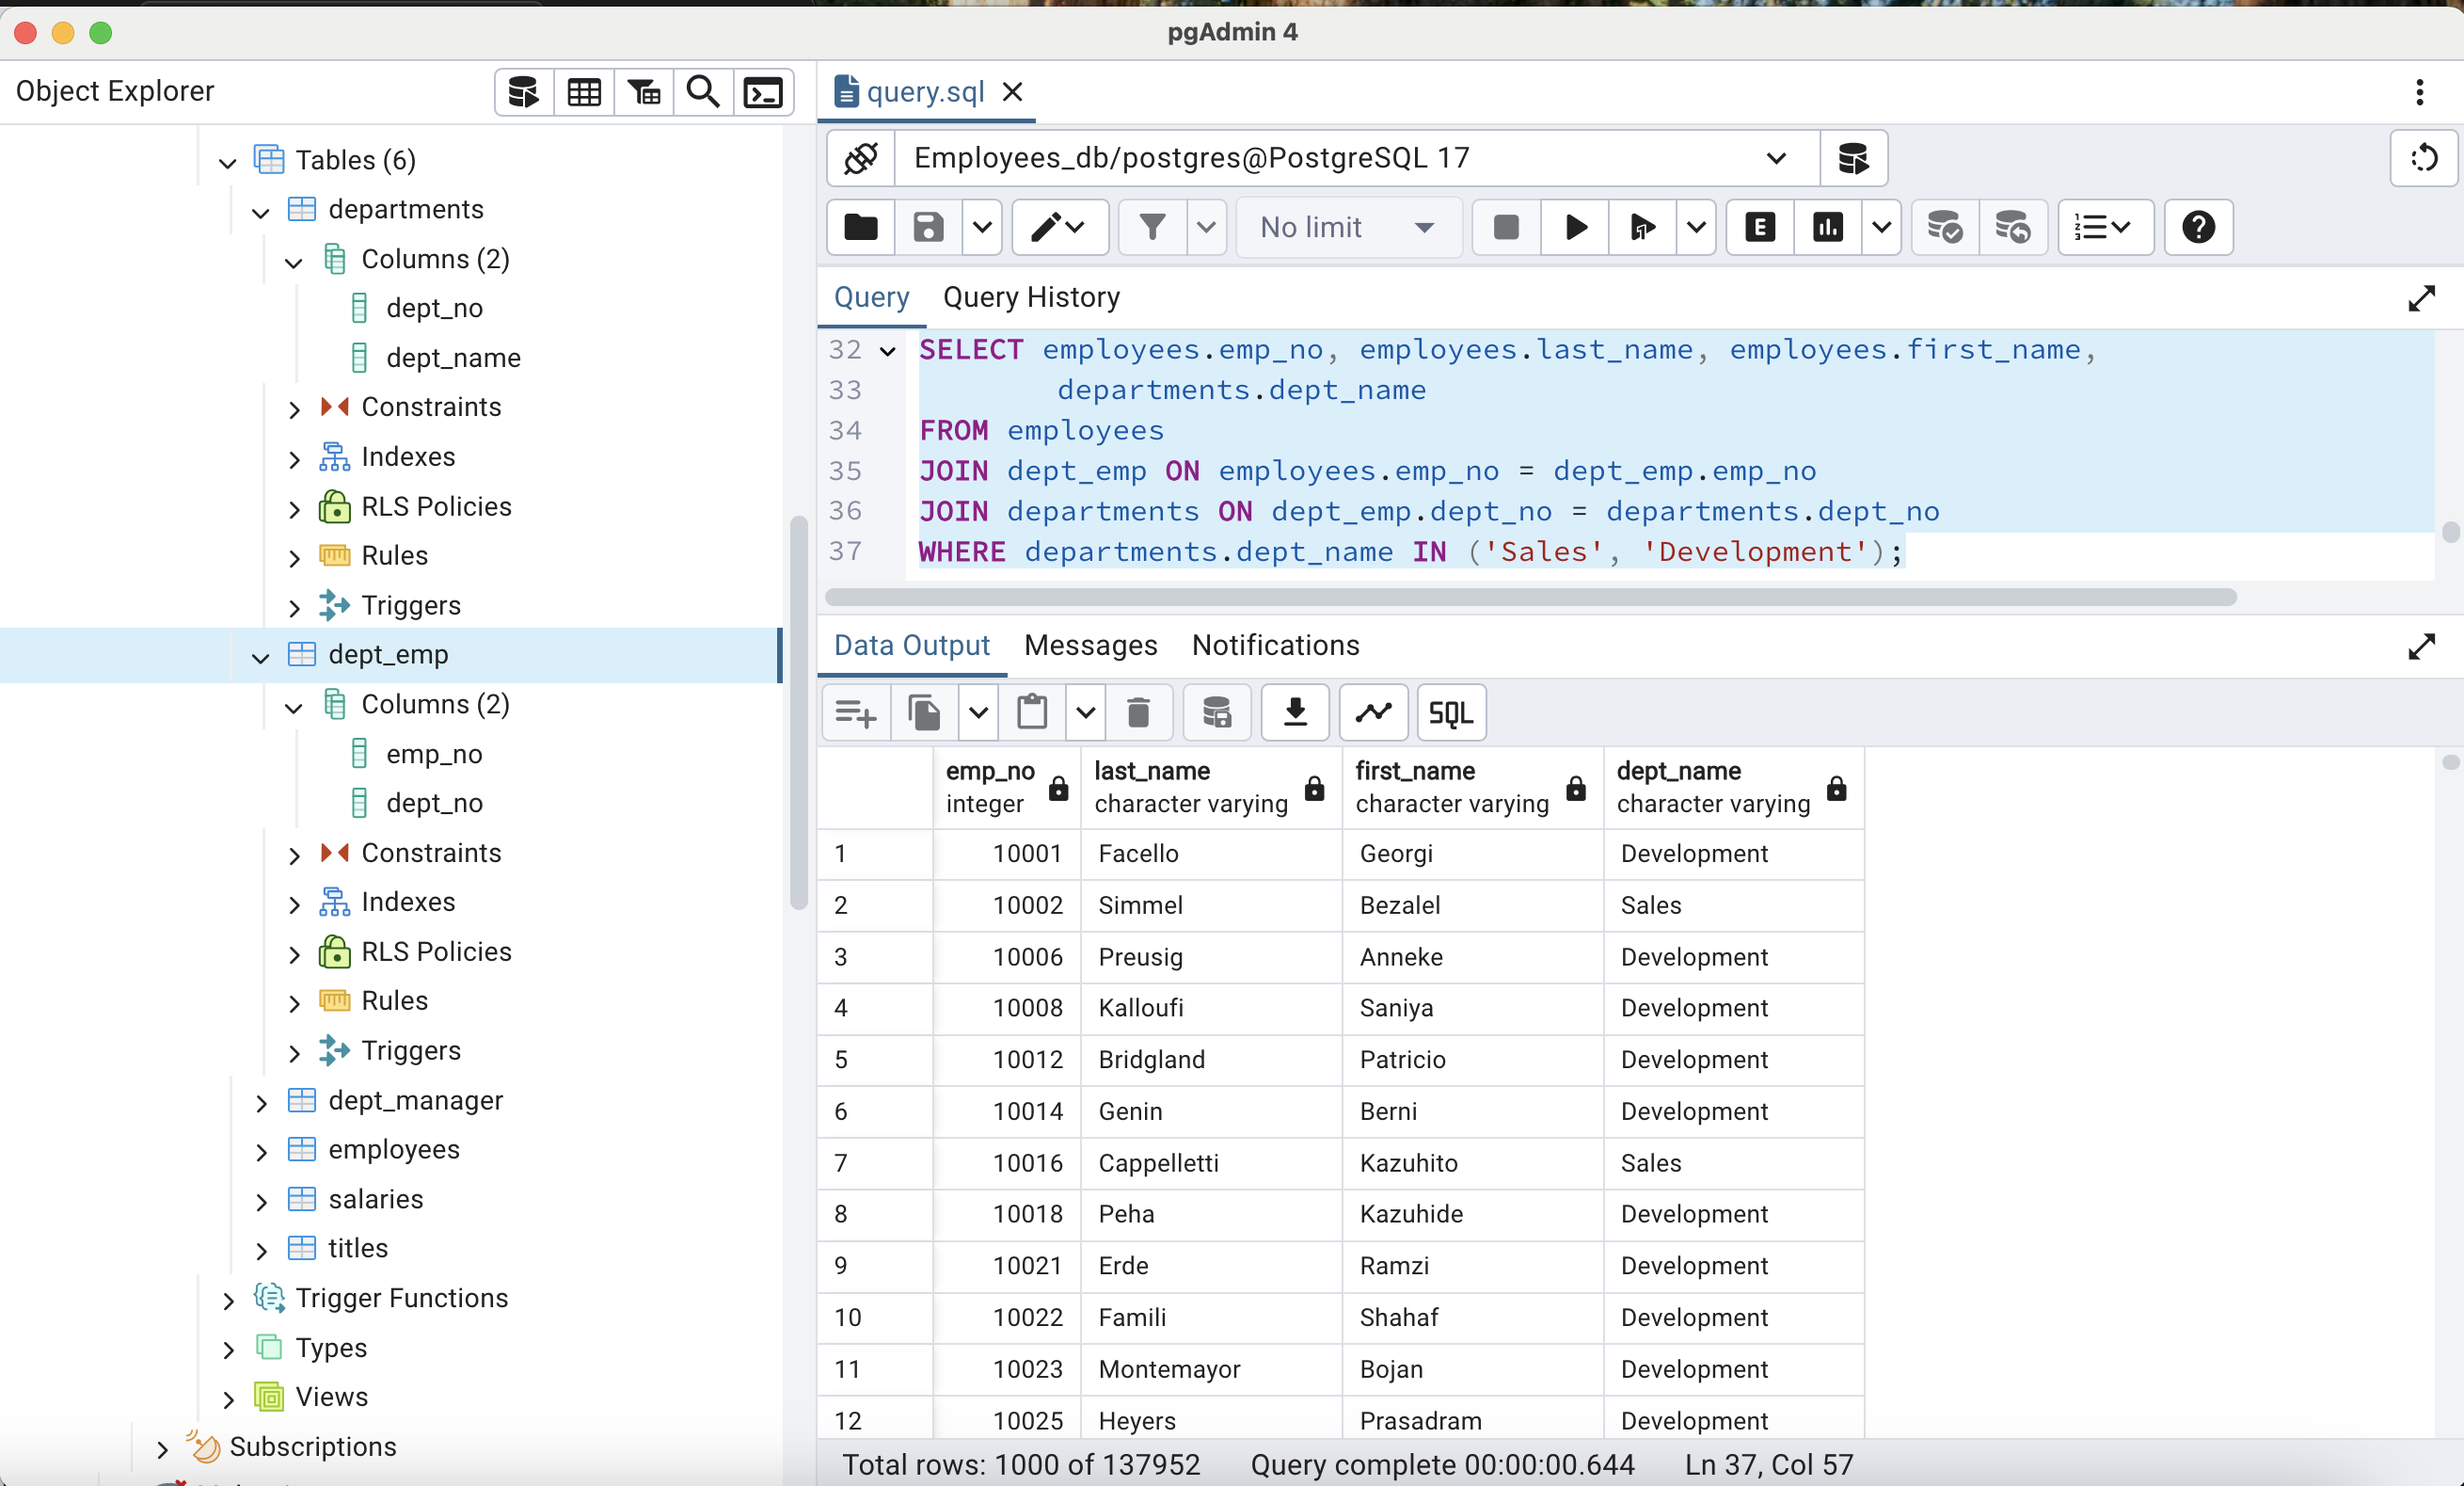 pgAdmin 4
Object Explorer
Tables (6)
departments
Columns (2)
dept_no
dept_name
Constraints
Indexes
RLS Policies
Rules
Triggers
dept_emp
Columns (2)
emp_no
dept_no
Constraints
Indexes
RLS Policies
Rules
Triggers
dept_manager
employees
salaries
titles
Trigger Functions
Types
Views
Subscriptions
query.sql
Employees_db/postgres@PostgreSQL 17
No limit
E
Query Query History
32 SELECT employees.emp_no, employees.last_name, employees.first_name,
33 departments.dept_name
34 FROM employees
35 JOIN dept_emp ON employees.emp_no = dept_emp.emp_no
36 JOIN departments ON dept_emp.dept_no = departments.dept_no
37 WHERE departments.dept_name IN ('Sales', 'Development');
Data Output Messages Notifications
SQL
emp_no last_name first_name dept_name
integer character varying character varying character varying
1 10001 Facello Georgi Development
2 10002 Simmel Bezalel Sales
3 10006 Preusig Anneke Development
4 10008 Kalloufi Saniya Development
5 10012 Bridgland Patricio Development
6 10014 Genin Berni Development
7 10016 Cappelletti Kazuhito Sales
8 10018 Peha Kazuhide Development
9 10021 Erde Ramzi Development
10 10022 Famili Shahaf Development
11 10023 Montemayor Bojan Development
12 10025 Heyers Prasadram Development
Total rows: 1000 of 137952 Query complete 00:00:00.644 Ln 37, Col 57